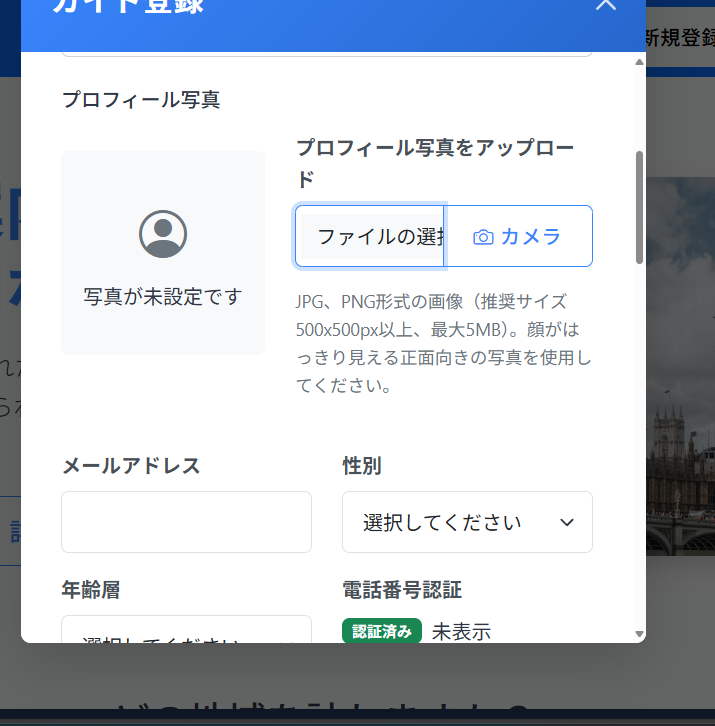 ガイド登録
新規登録
プロフィール写真
プロフィール写真をアップロー
ド
ファイルの選
カメラ
写真が未設定です
JPG、PNG形式の画像（推奨サイズ
500x500px以上、最大5MB）。顔がは
っきり見える正面向きの写真を使用し
てください。
メールアドレス
性別
選択してください
年齢層
電話番号認証
選択してください
認証済み 未表示